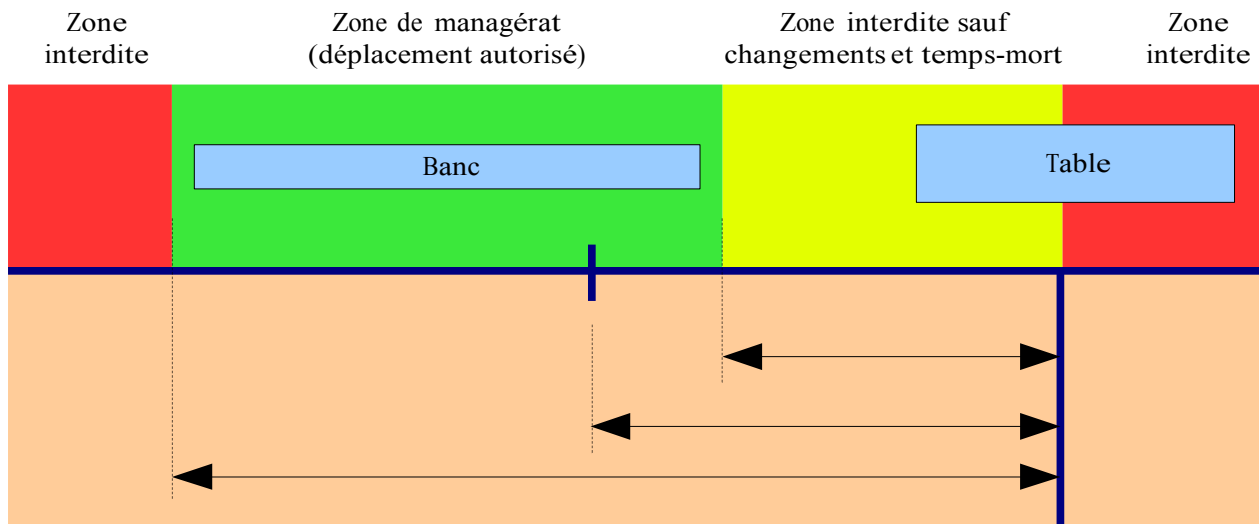 Zone
interdite
Zone de managérat
(déplacement autorisé)
Zone interdite sauf
changements et temps-mort
Zone
interdite
Banc
Table